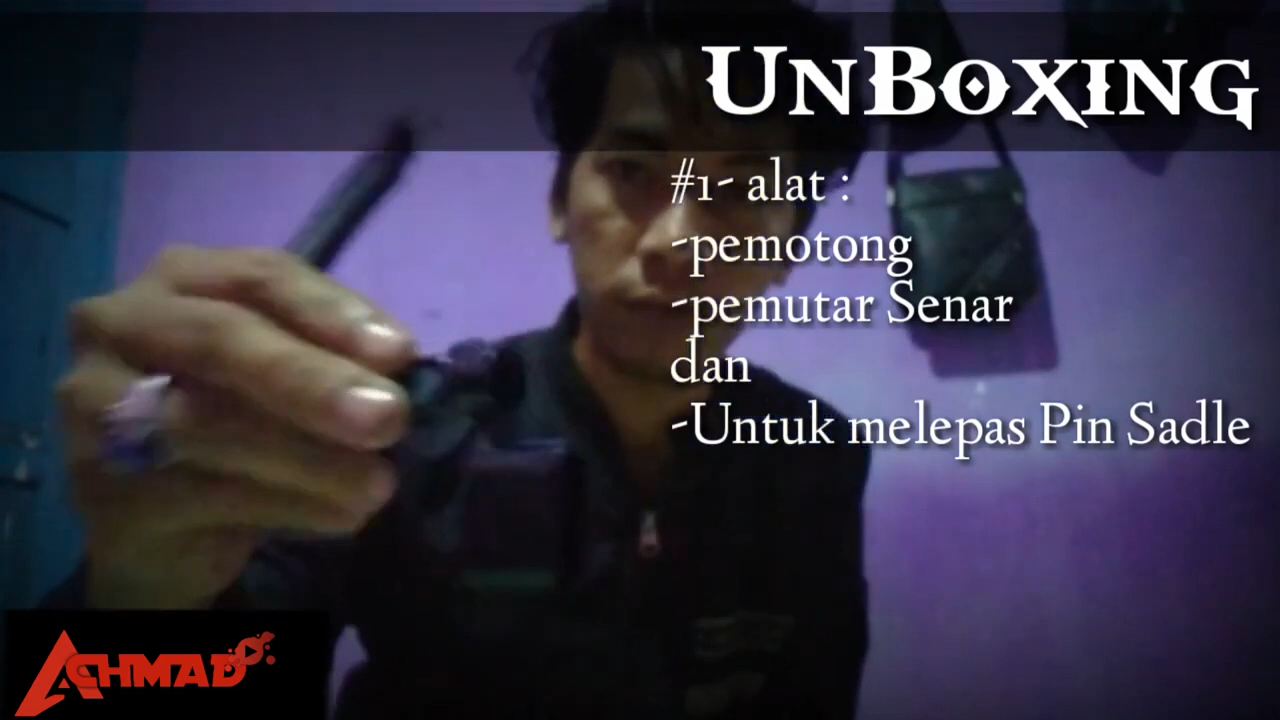 UnBoxing
#1- alat :
-pemotong
-pemutar Senar
dan
-Untuk melepas Pin Sadle
ACHMAD